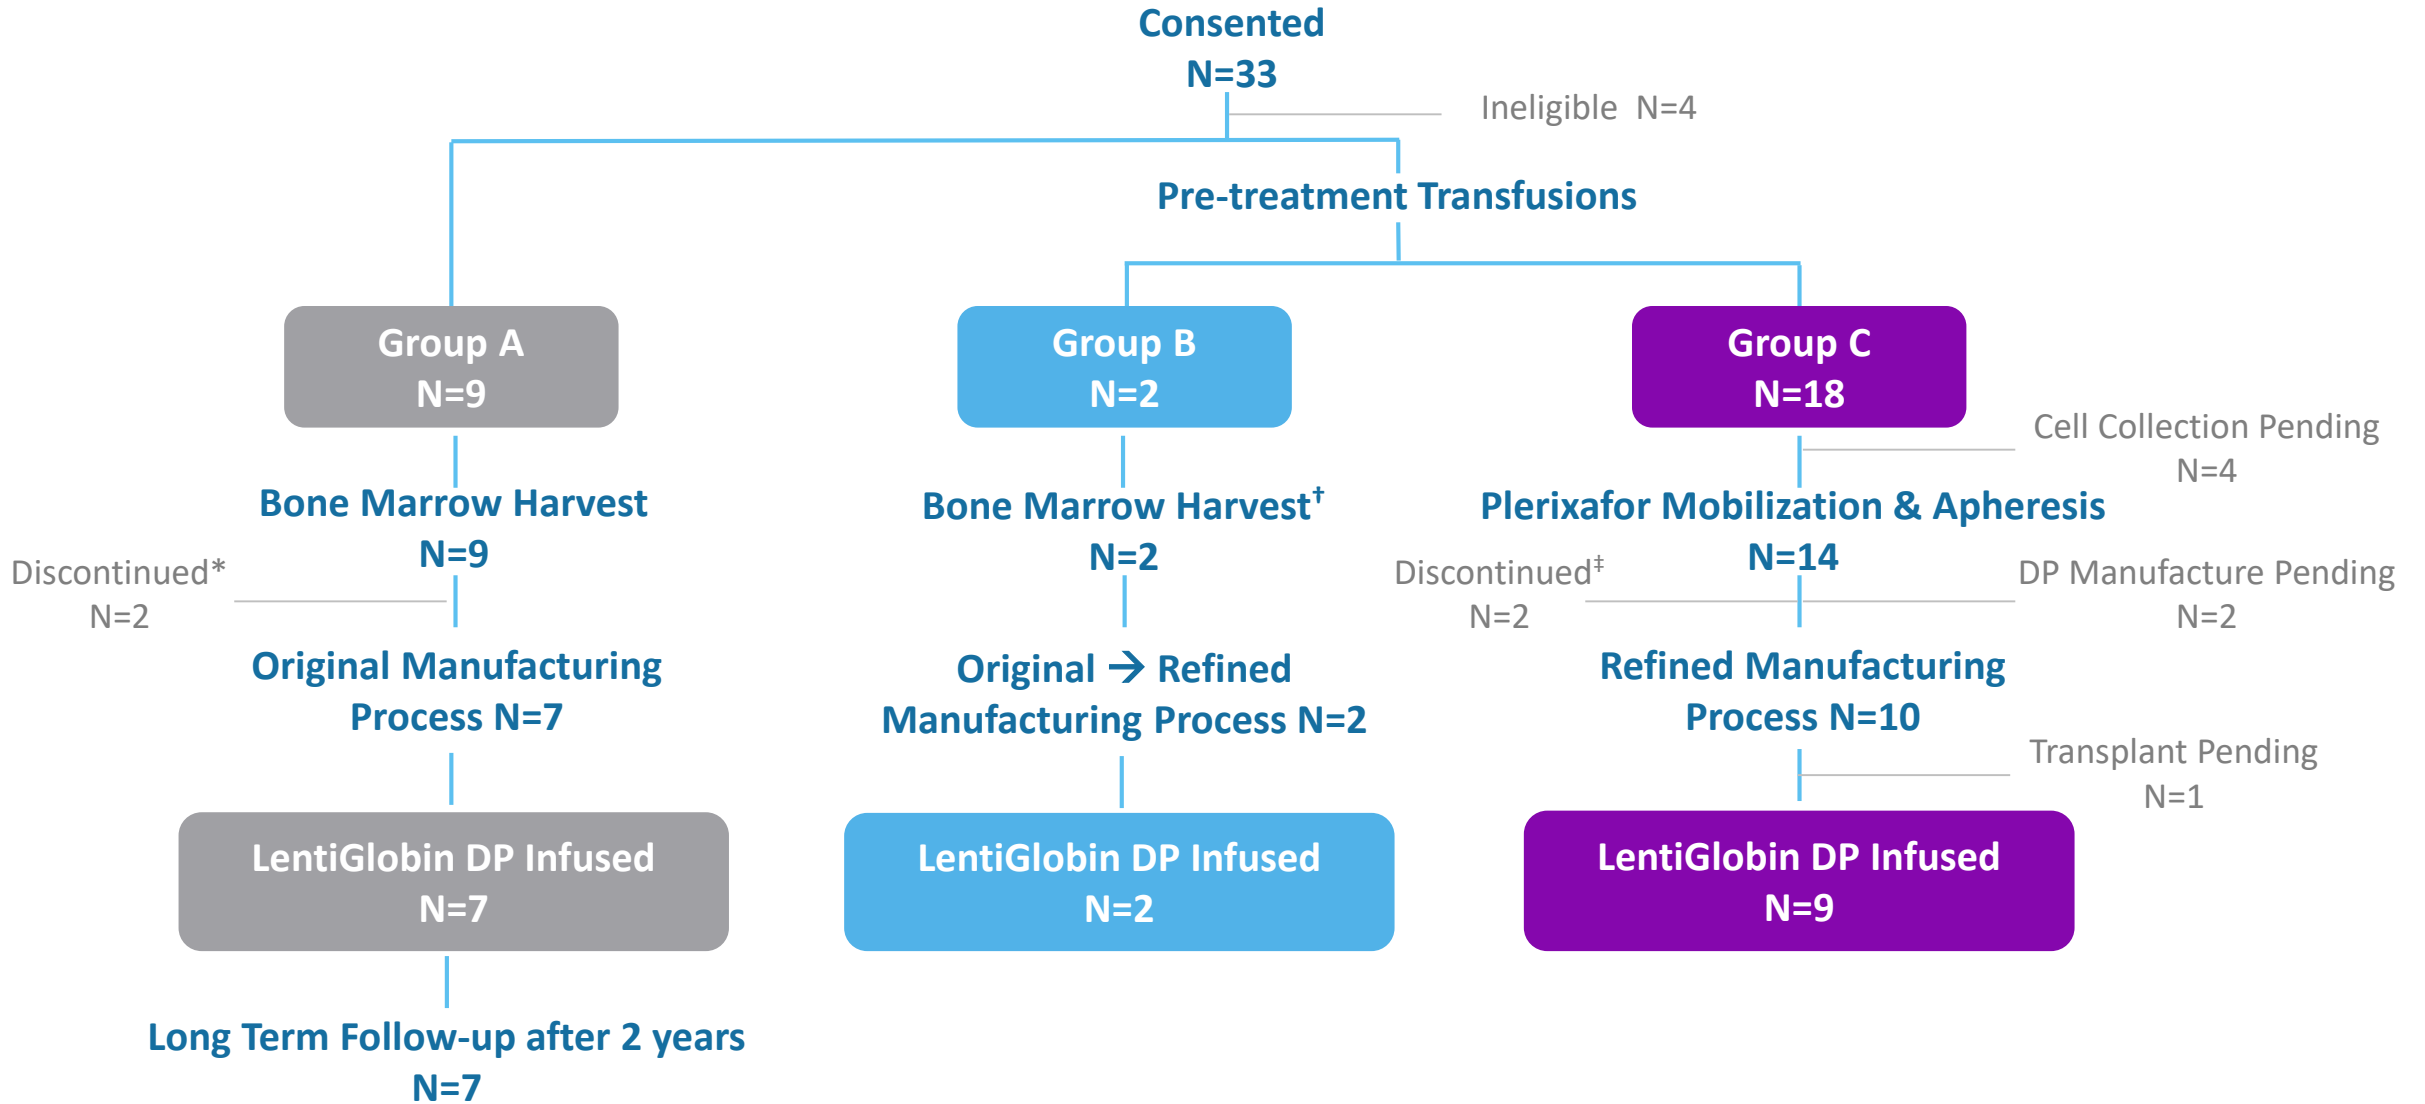 Consented
N=33
Ineligible N=4
Pre-treatment Transfusions
Group A
N=9
Group B
N=2
Group C
N=18
Cell Collection Pending
N=4
Bone Marrow Harvest
N=9
Bone Marrow Harvest†
N=2
Plerixafor Mobilization & Apheresis
N=14
Discontinued*
N=2
Discontinued‡
N=2
DP Manufacture Pending
N=2
Original Manufacturing
Process N=7
Original → Refined
Manufacturing Process N=2
Refined Manufacturing
Process N=10
Transplant Pending
N=1
LentiGlobin DP Infused
N=7
LentiGlobin DP Infused
N=2
LentiGlobin DP Infused
N=9
Long Term Follow-up after 2 years
N=7